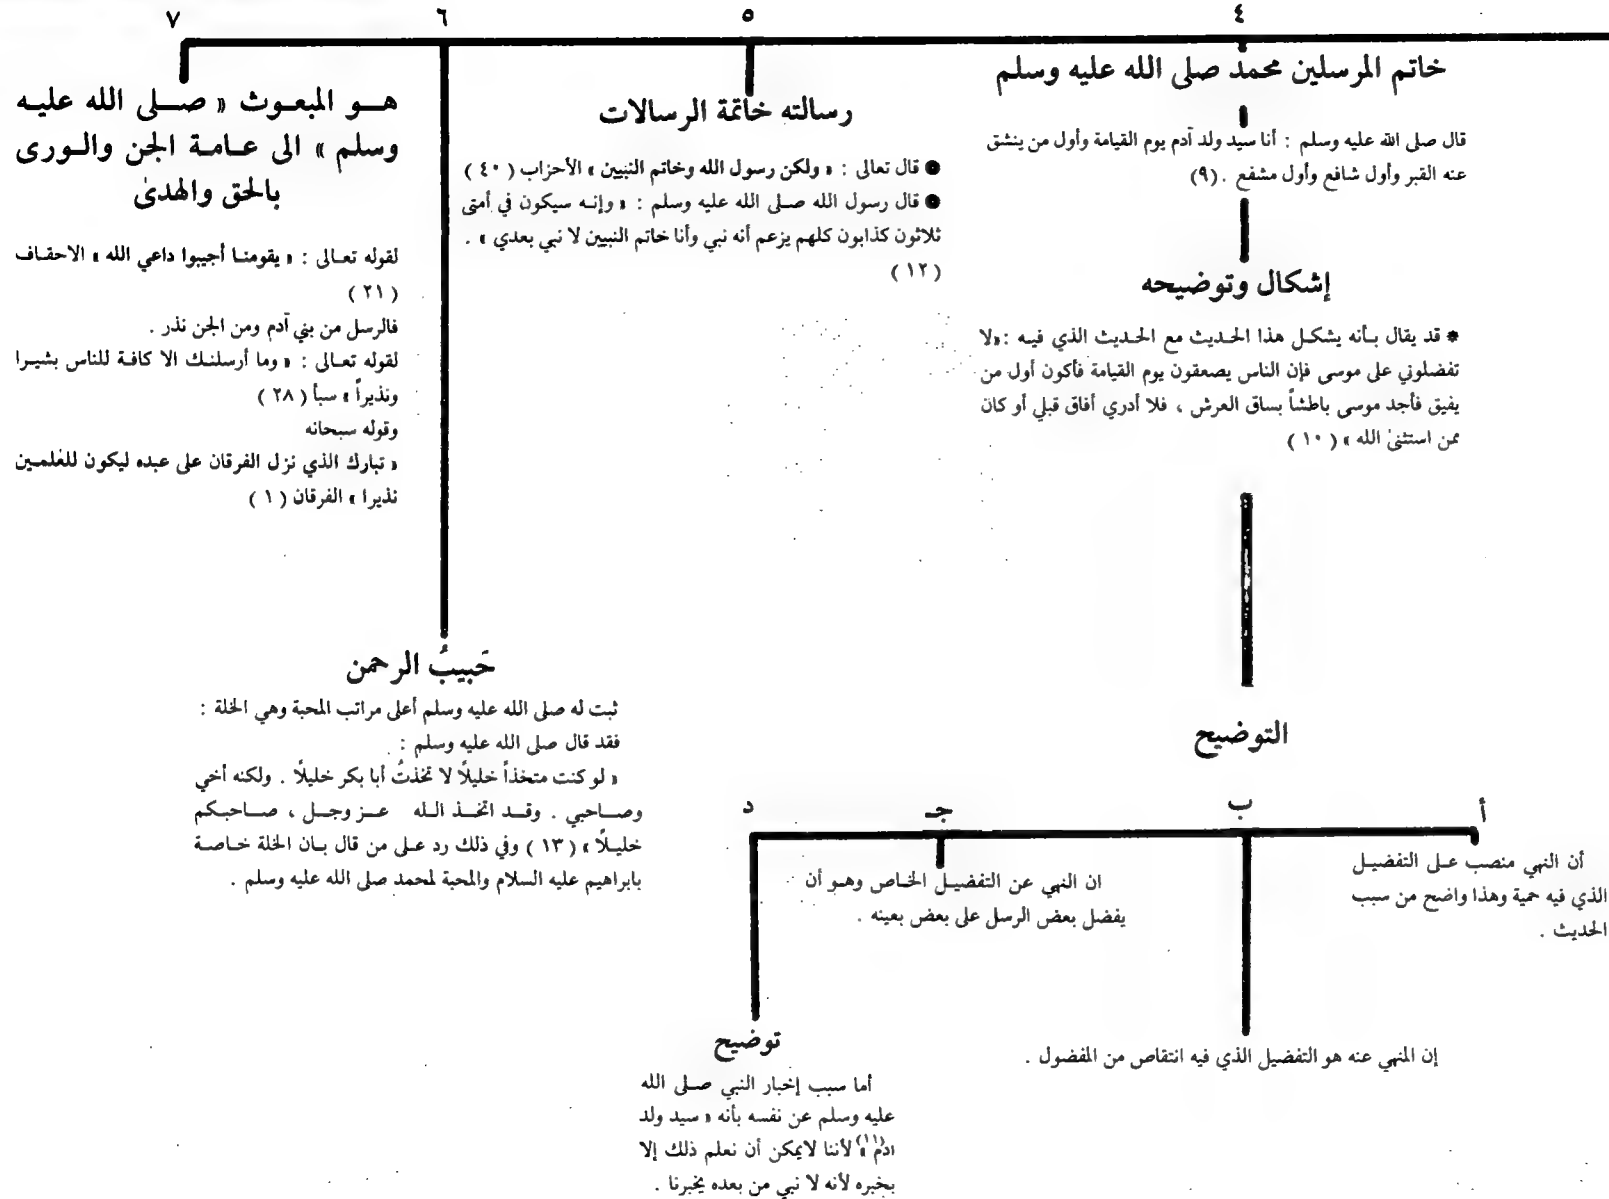 ٤
خاتم المرسلين محمد صلى الله عليه وسلم
قال صلى الله عليه وسلم : أنا سيد ولد آدم يوم القيامة وأول من ينشق
عنه القبر وأول شافع وأول مشفع . (٩)
إشكال وتوضيحه
* قد يقال بأنه يشكل هذا الحديث مع الحديث الذي فيه : « لا
تفضلوني على موسى فإن الناس يصعقون يوم القيامة فأكون أول من
يفيق فأجد موسى باطشاً بساق العرش ، فلا أدري أفاق قبلي أو كان
ممن استثنىٰ الله » ( ١٠ )
التوضيح
أ
أن النهي منصب على التفضيل
الذي فيه حمية وهذا واضح من سبب
الحديث .
ب
إن المنهي عنه هو التفضيل الذي فيه انتقاص من المفضول .
جـ
ان النهي عن التفضيل الخاص وهو أن
يفضل بعض الرسل على بعض بعينه .
د
توضيح
أما سبب إخبار النبي صلى الله
عليه وسلم عن نفسه بأنه « سيد ولد
ادم » (١١) لأننا لايمكن أن نعلم ذلك إلا
بخبره لأنه لا نبي من بعده يخبرنا .
٥
رسالته خاتمة الرسالات
● قال تعالى : « ولكن رسول الله وخاتم النبيين » الأحزاب ( ٤٠ )
● قال رسول الله صلى الله عليه وسلم : « وإنه سيكون في أمتي
ثلاثون كذابون كلهم يزعم أنه نبي وأنا خاتم النبيين لا نبي بعدي » .
( ١٢ )
٦
حَبيبُ الرحمن
ثبت له صلى الله عليه وسلم أعلى مراتب المحبة وهي الخلة :
فقد قال صلى الله عليه وسلم :
« لو كنت متخذاً خليلًا لا تخذتُ أبا بكر خليلًا . ولكنه أخي
وصاحبي . وقد اتخذ الله عز وجل ، صاحبكم
خليلًا » ( ١٣ ) وفي ذلك رد على من قال بان الخلة خاصة
بابراهيم عليه السلام والمحبة لمحمد صلى الله عليه وسلم .
٧
هو المبعوث « صلى الله عليه
وسلم » الى عامة الجن والورى
بالحق والهدىٰ
لقوله تعالى : « يقومنا أجيبوا داعي الله » الاحقاف
( ٢١ )
فالرسل من بني آدم ومن الجن نذر .
لقوله تعالى : « وما أرسلنك الا كافة للناس بشيرا
ونذيراً » سبأ ( ٢٨ )
وقوله سبحانه
« تبارك الذي نزل الفرقان على عبده ليكون للعٰلمين
نذيرا » الفرقان ( ١ )